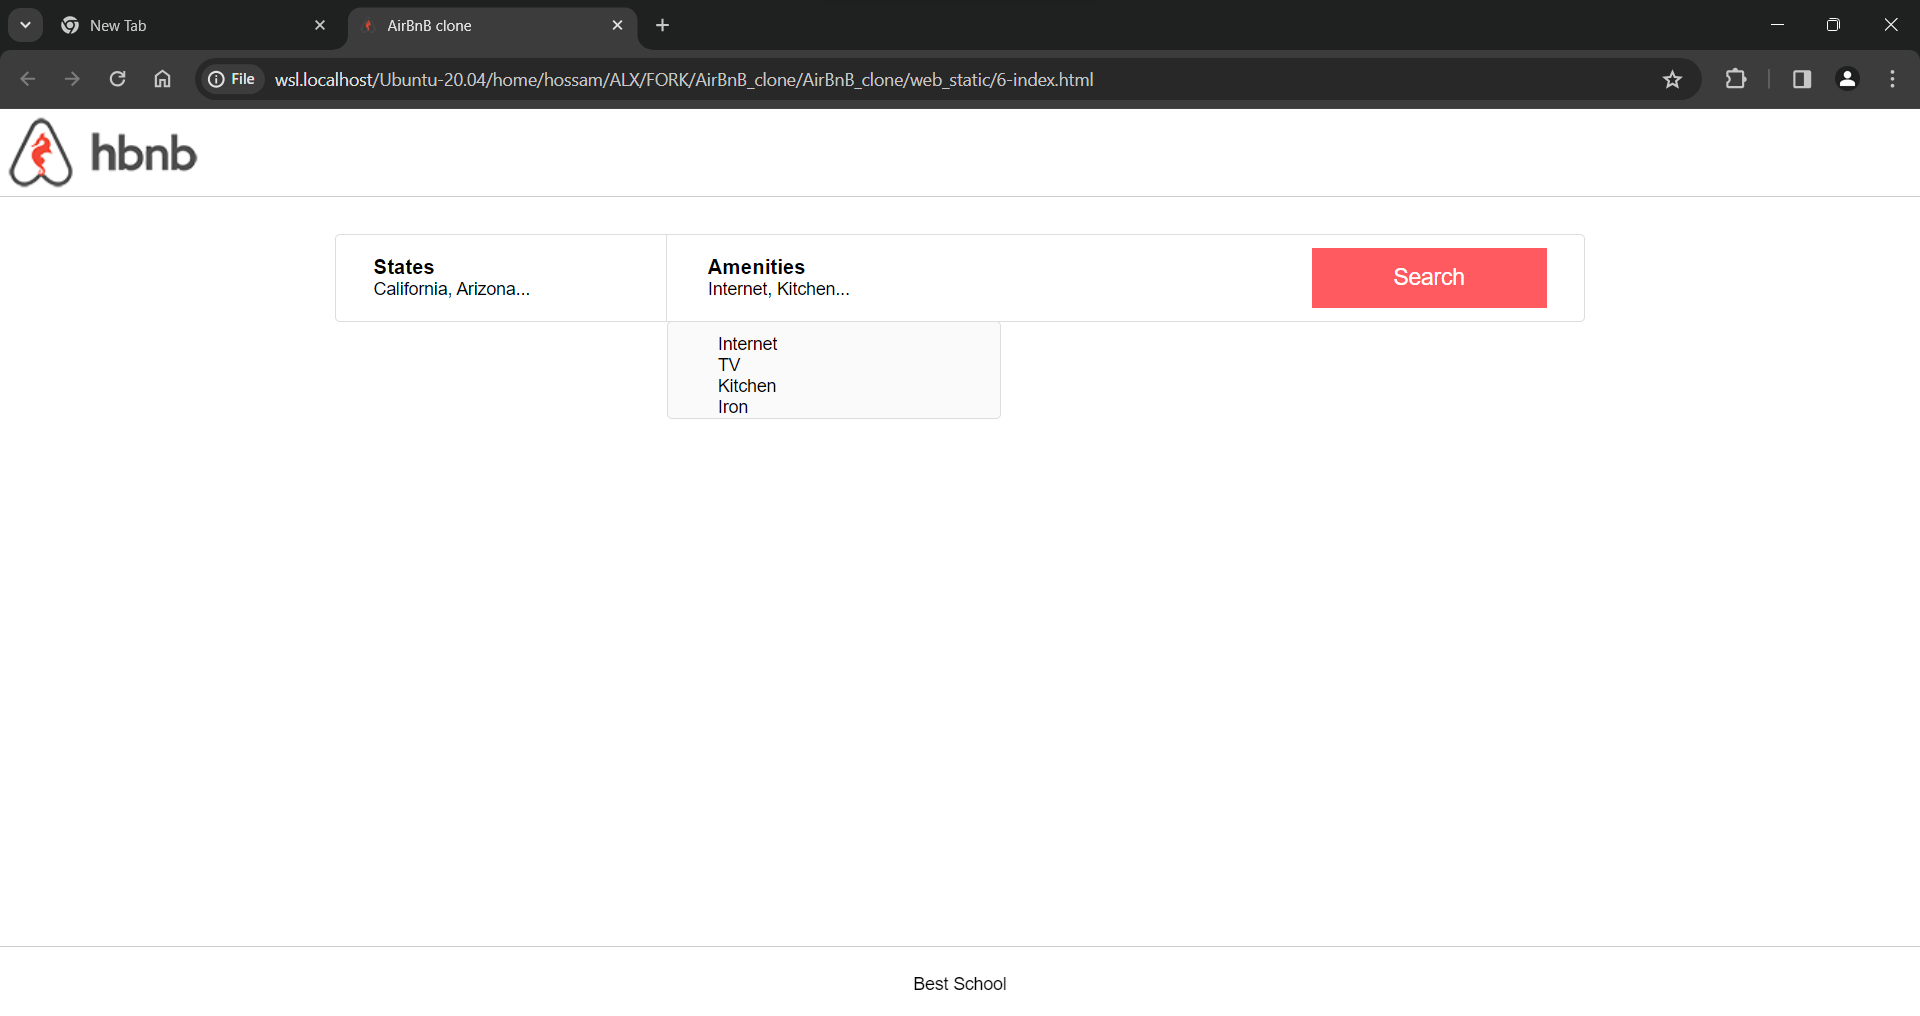 New Tab
AirBnB clone
File
wsl.localhost/Ubuntu-20.04/home/hossam/ALX/FORK/AirBnB_clone/AirBnB_clone/web_static/6-index.html
hbnb
States
California, Arizona...
Amenities
Internet, Kitchen...
Search
Internet
TV
Kitchen
Iron
Best School